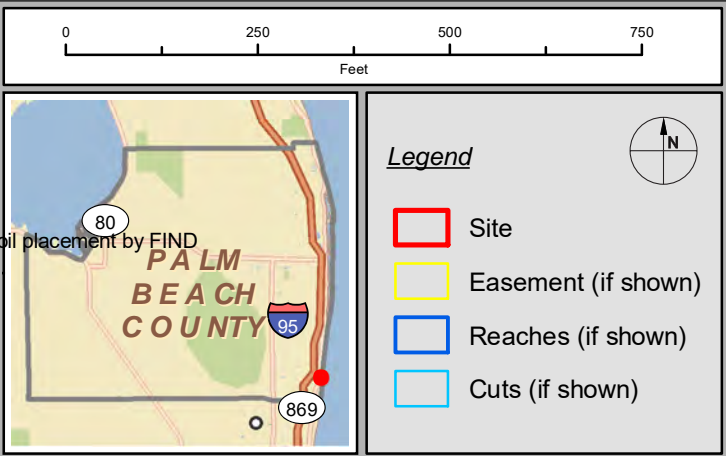 0 250 500 750
Feet
80
oil placement by FIND
PALM
BEACH
COUNTY
95
869
Legend
N
Site
Easement (if shown)
Reaches (if shown)
Cuts (if shown)